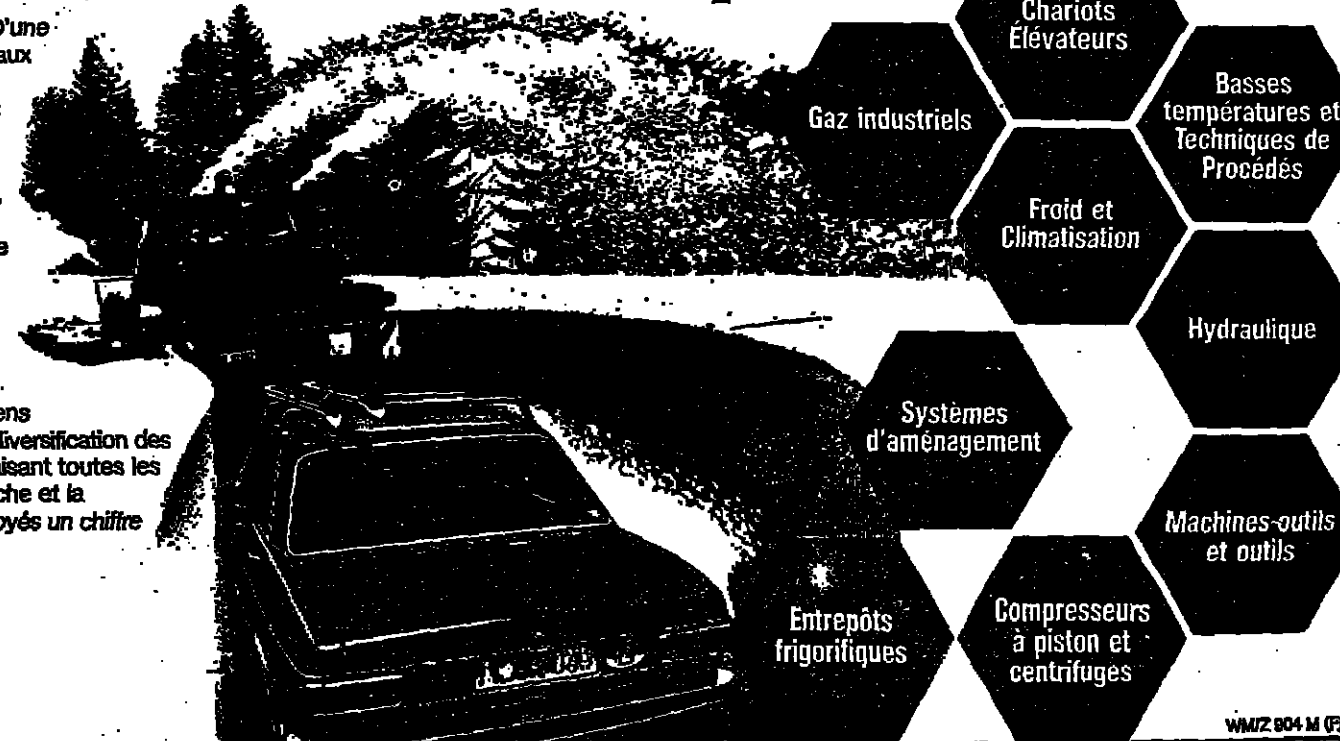 D'une
aux
e
ens
diversification des
isant toutes les
che et la
oyés un chiffre
Chariots
Élévateurs
Gaz industriels
Basses
températures et
Techniques de
Procédés
Froid et
Climatisation
Hydraulique
Systèmes
d'aménagement
Machines-outils
et outils
Entrepôts
frigorifiques
Compresseurs
à piston et
centrifuges
WM/Z 904 M (F